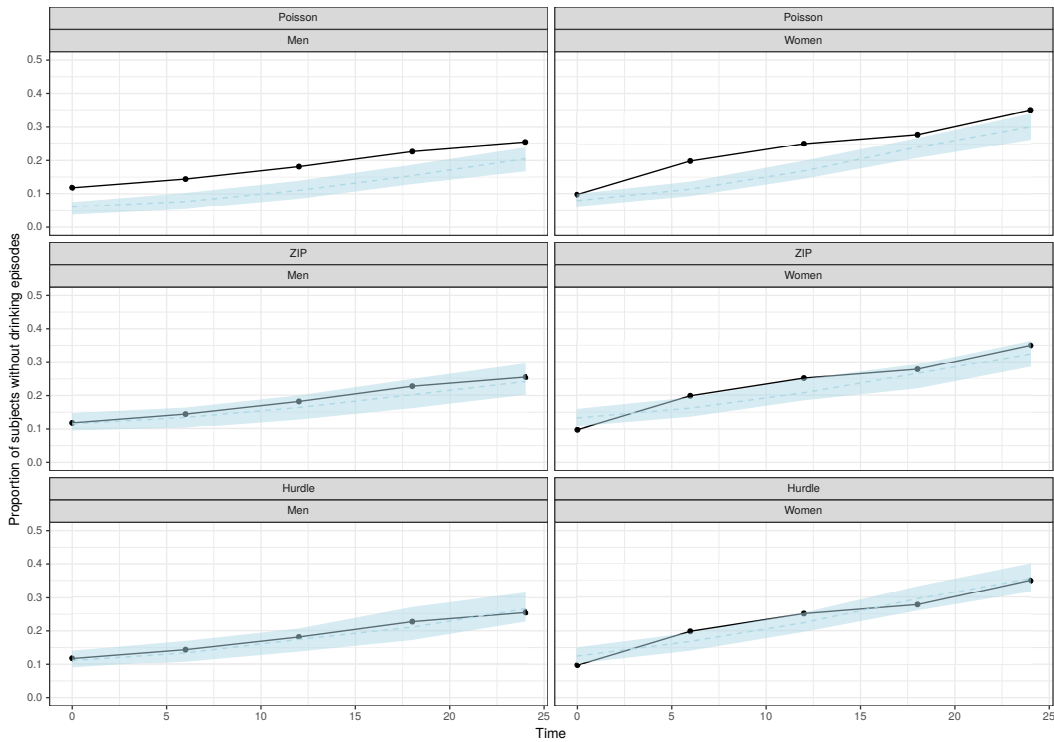 Poisson
Men
Poisson
Women
0.5
0.4
0.3
0.2
0.1
0.0
ZIP
Men
ZIP
Women
0.5
0.4
0.3
0.2
0.1
0.0
Hurdle
Men
Hurdle
Women
0.5
0.4
0.3
0.2
0.1
0.0
0 5 10 15 20 25
0 5 10 15 20 25
Time
Proportion of subjects without drinking episodes